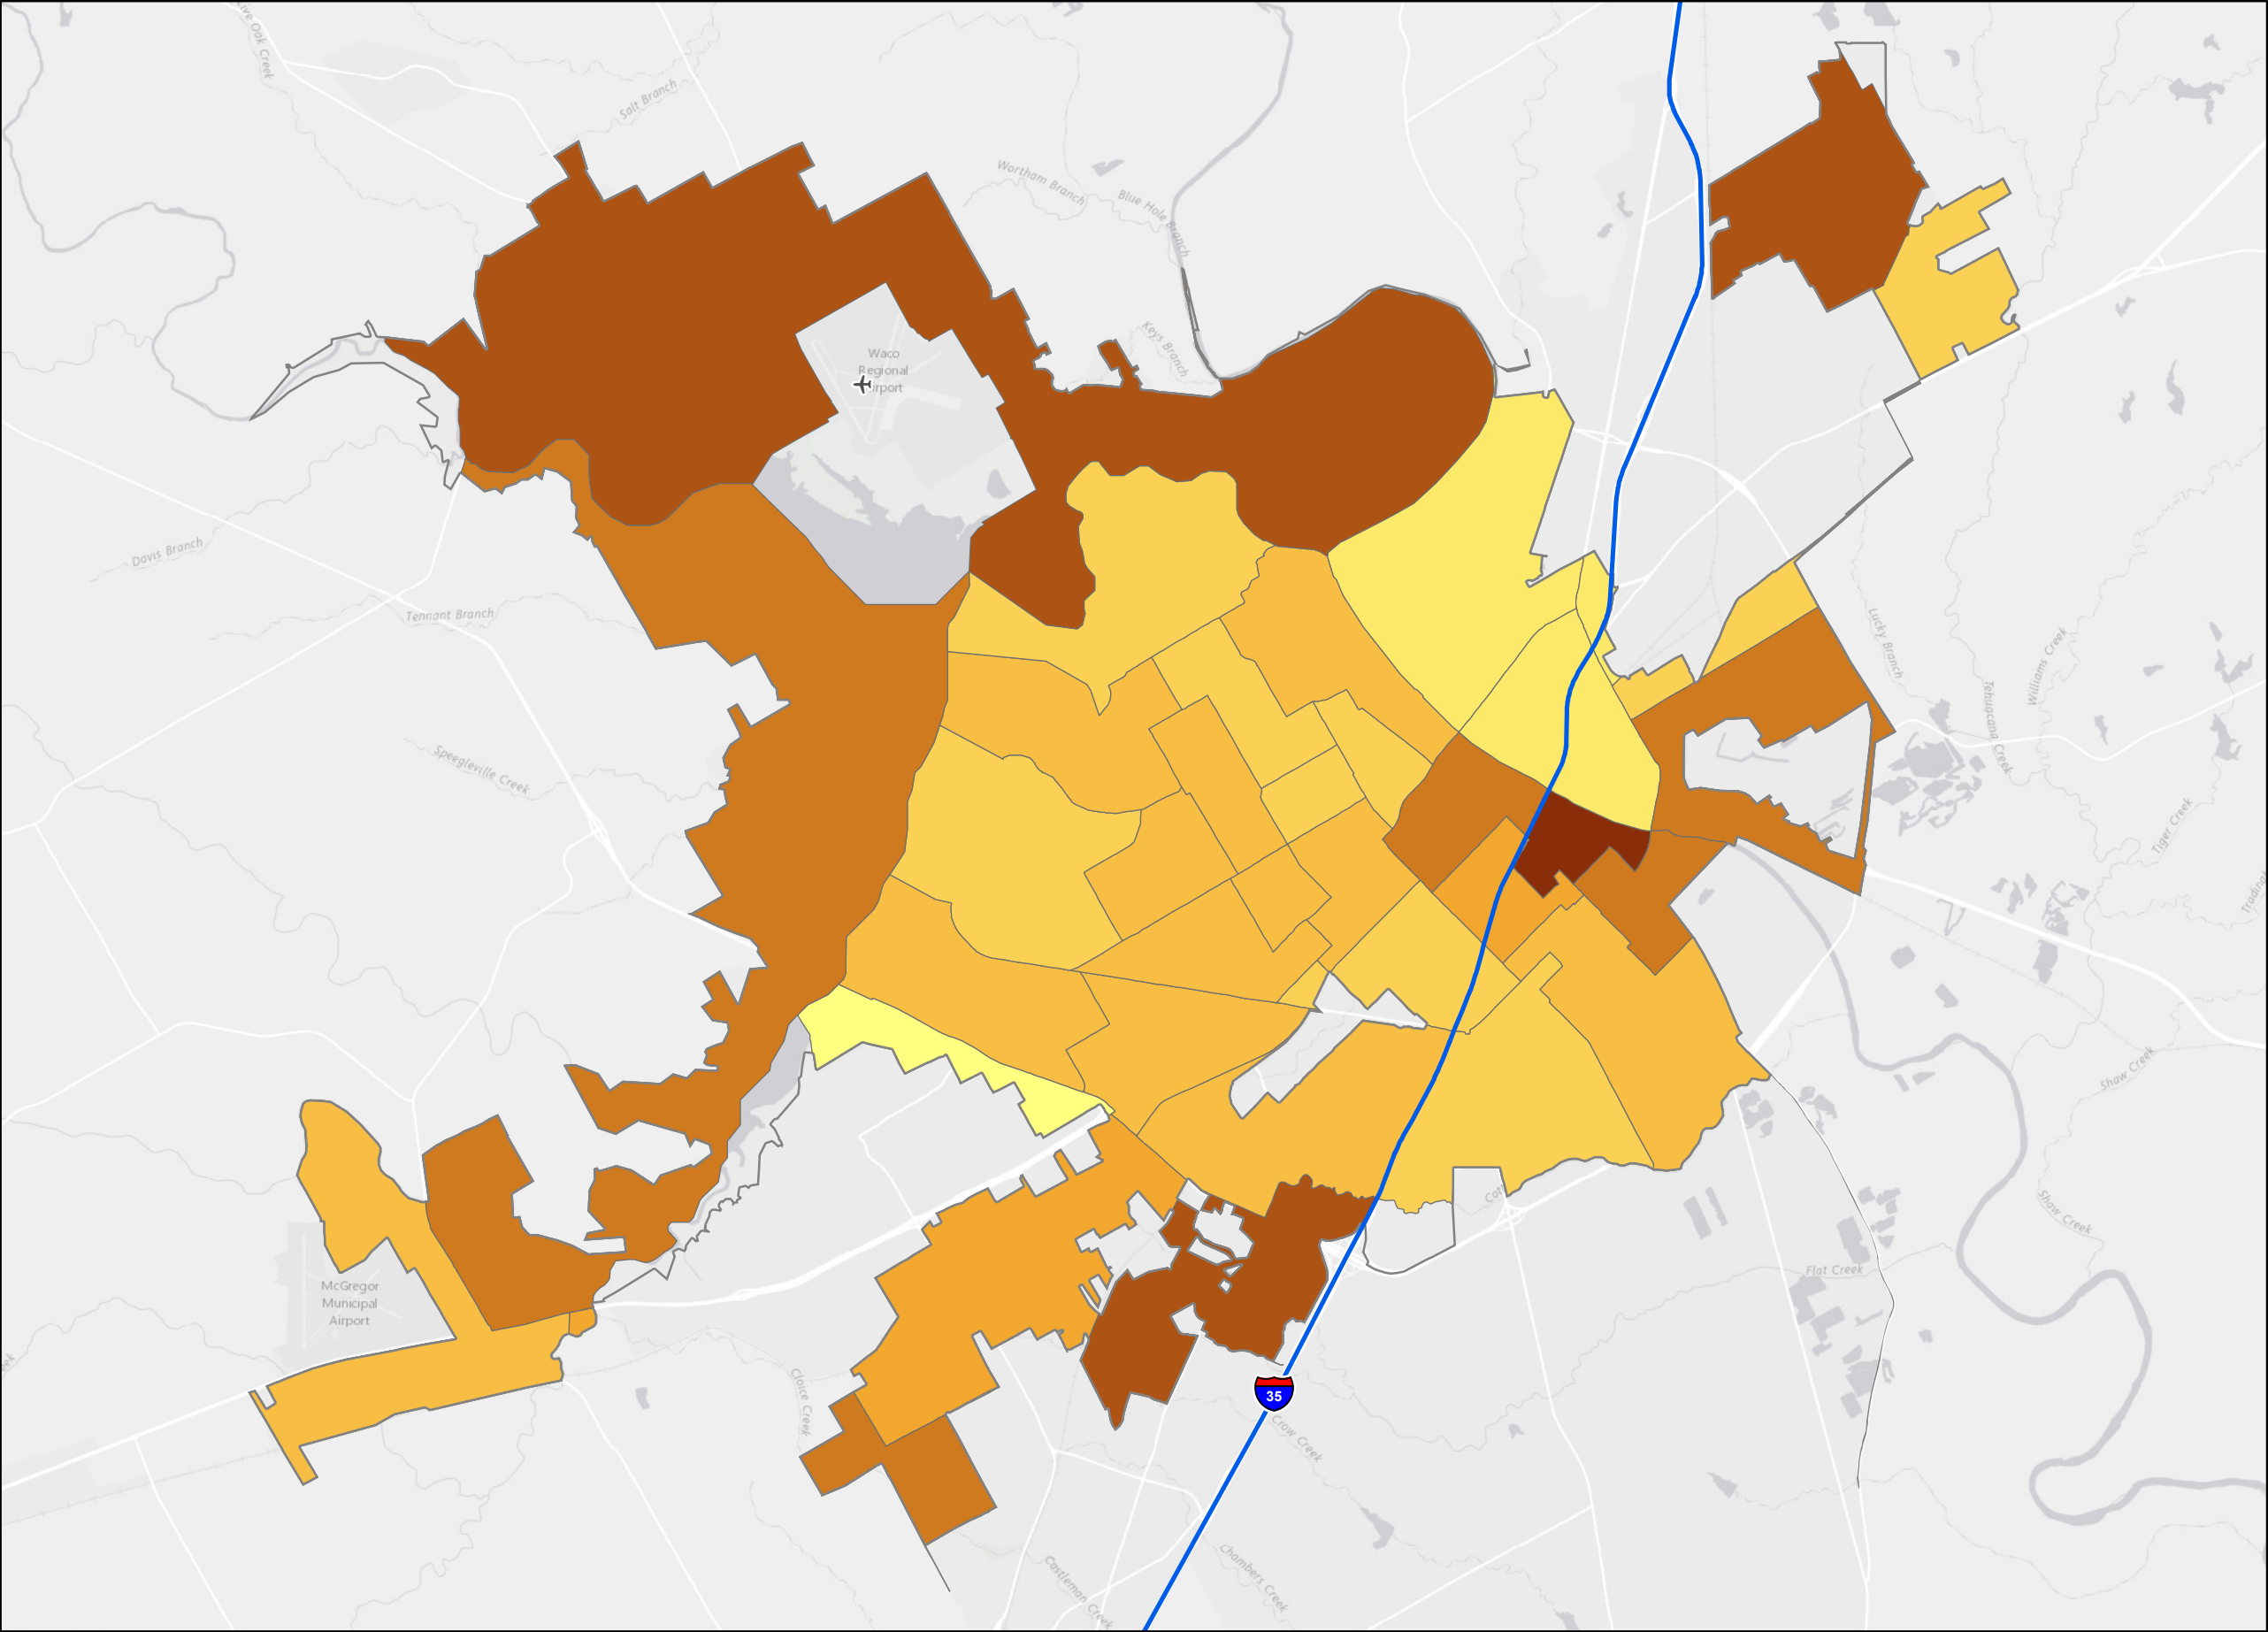 Live Oak Creek
Salt Branch
Wortham Branch
Blue Hole Branch
Keys Branch
Waco
Regional
Airport
Davis Branch
Tennant Branch
Lucky Branch
Williams Creek
Tehuacana Creek
Speegleville Creek
Tiger Creek
Trading
Shaw Creek
Shaw Creek
Cott
Flat Creek
McGregor
Municipal
Airport
Cloice Creek
35
Crow Creek
Castleman Creek
Chambers Creek